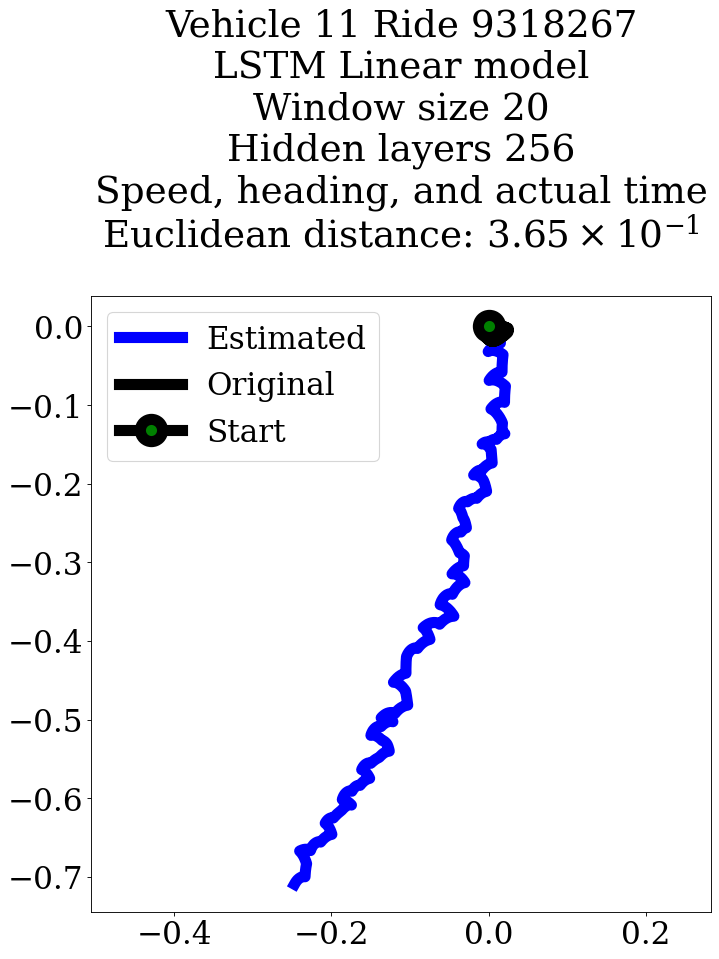 Vehicle 11 Ride 9318267
LSTM Linear model
Window size 20
Hidden layers 256
Speed, heading, and actual time
Euclidean distance: 3.65 × 10⁻¹
Estimated
Original
Start
0.0
−0.1
−0.2
−0.3
−0.4
−0.5
−0.6
−0.7
−0.4
−0.2
0.0
0.2